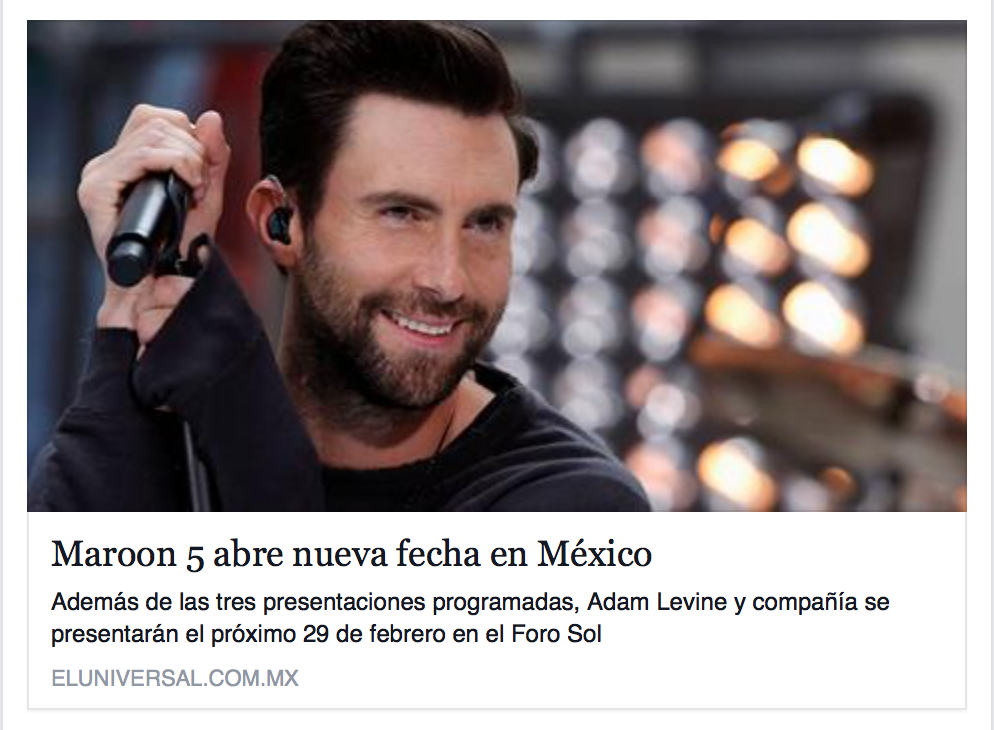 Maroon 5 abre nueva fecha en México
Además de las tres presentaciones programadas, Adam Levine y compañía se
presentarán el próximo 29 de febrero en el Foro Sol
ELUNIVERSAL.COM.MX